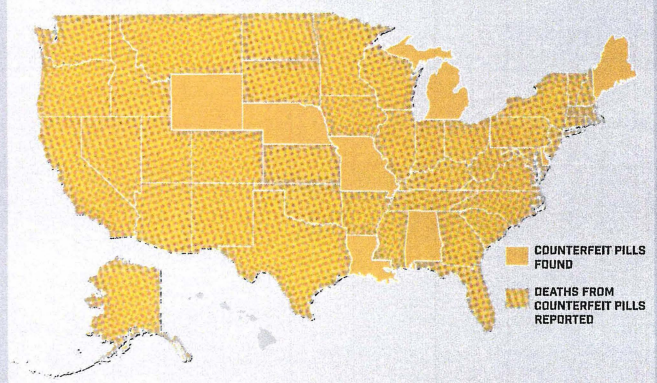 COUNTERFEIT PILLS
FOUND
DEATHS FROM
COUNTERFEIT PILLS
REPORTED